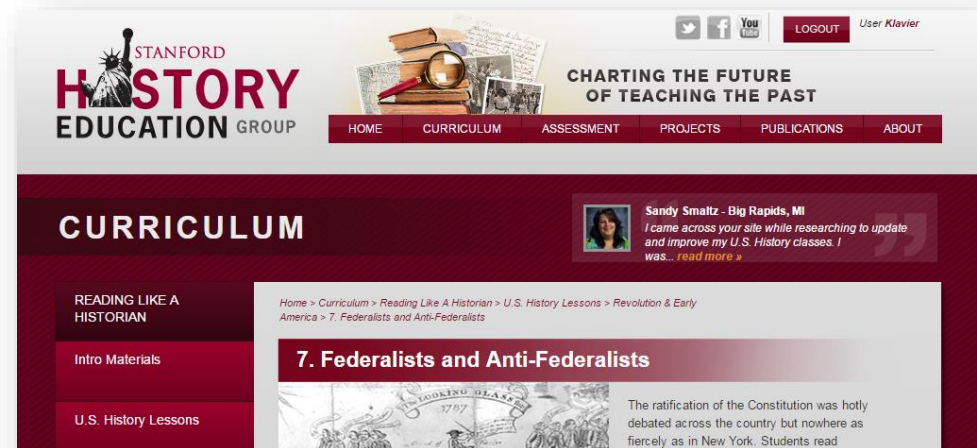 You
Tube
LOGOUT
User Klavier
STANFORD
HISTORY
EDUCATION GROUP
CHARTING THE FUTURE
OF TEACHING THE PAST
HOME CURRICULUM ASSESSMENT PROJECTS PUBLICATIONS ABOUT
CURRICULUM
Sandy Smaltz - Big Rapids, MI
I came across your site while researching to update
and improve my U.S. History classes. I
was... read more »
READING LIKE A
HISTORIAN
Intro Materials
U.S. History Lessons
Home > Curriculum > Reading Like A Historian > U.S. History Lessons > Revolution & Early
America > 7. Federalists and Anti-Federalists
7. Federalists and Anti-Federalists
LOOKING GLASS
1787
The ratification of the Constitution was hotly
debated across the country but nowhere as
fiercely as in New York. Students read